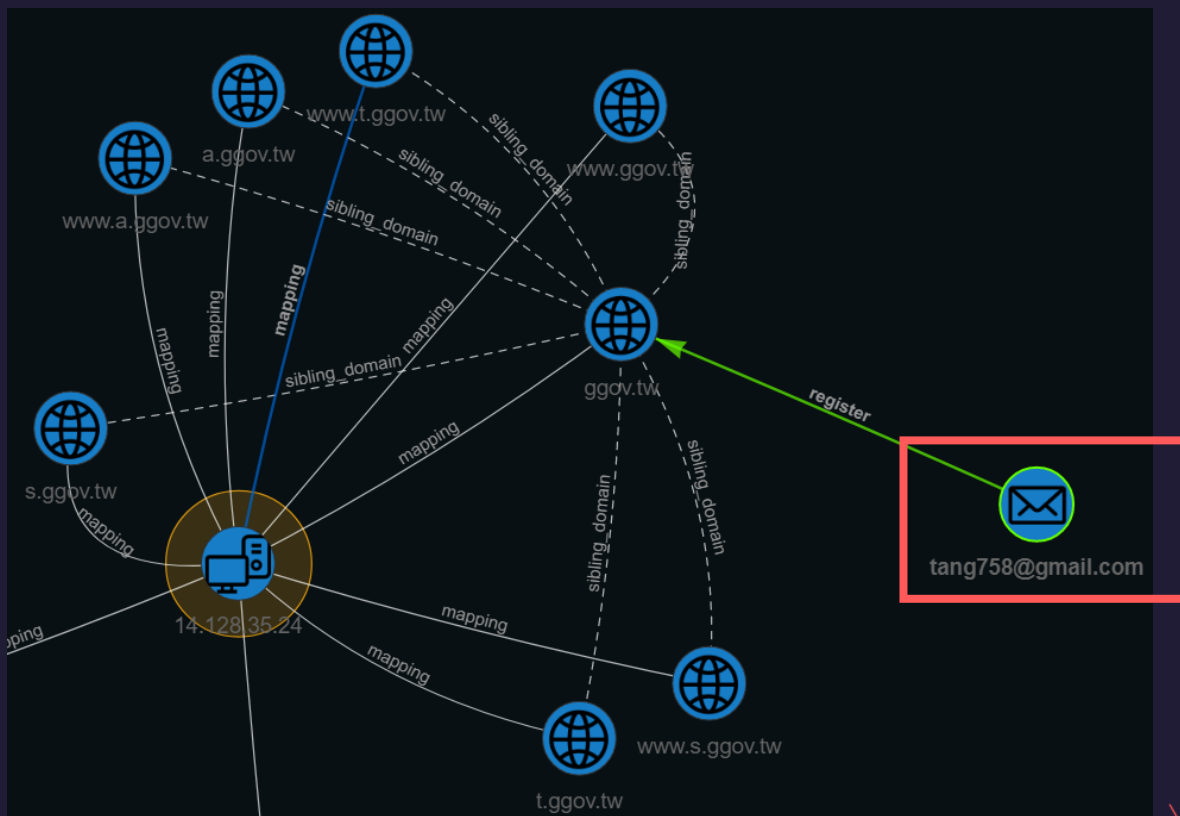 www.t.ggov.tw
a.ggov.tw
www.ggov.tw
www.a.ggov.tw
sibling_domain
sibling_domain
sibling_domain
sibling_domain
mapping
mapping
mapping
mapping
sibling_domain
ggov.tw
register
mapping
s.ggov.tw
mapping
sibling_domain
sibling_domain
tang758@gmail.com
14.128.35.24
pping
mapping
mapping
www.s.ggov.tw
t.ggov.tw